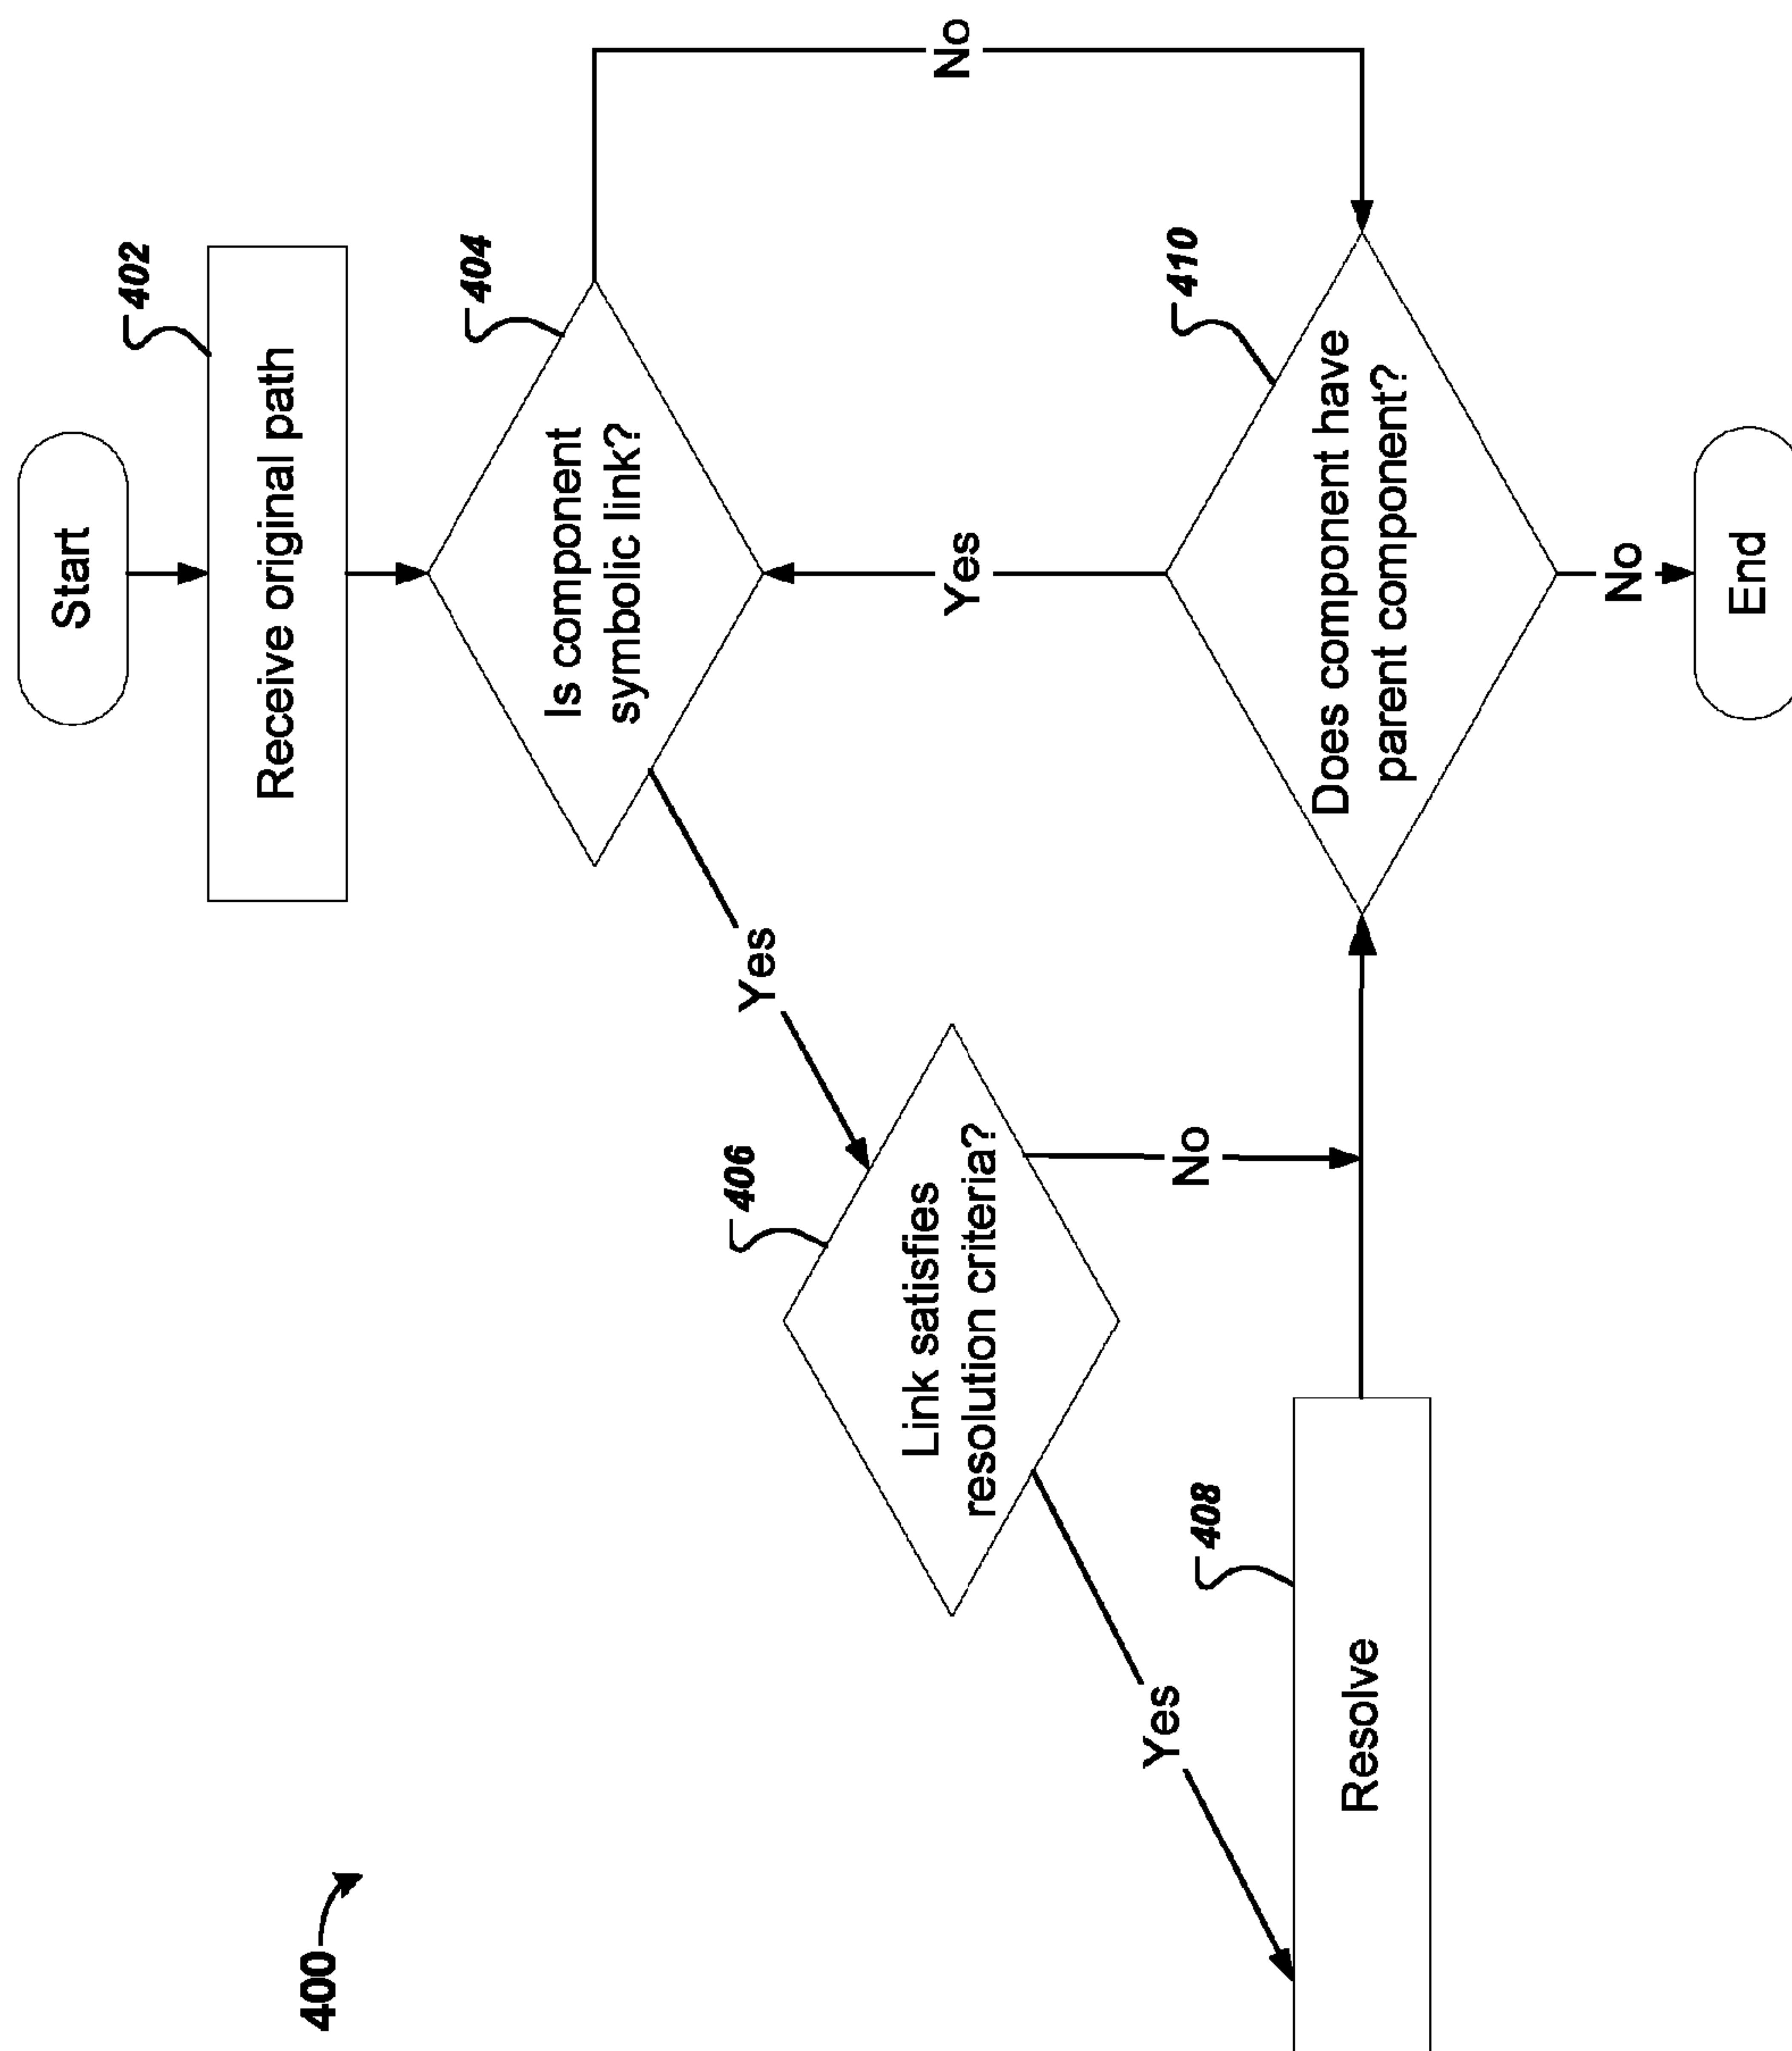 400
Start
402
Receive original path
404
Is component
symbolic link?
No
Yes
Yes
406
Link satisfies
resolution criteria?
No
Yes
408
Resolve
410
Does component have
parent component?
No
End